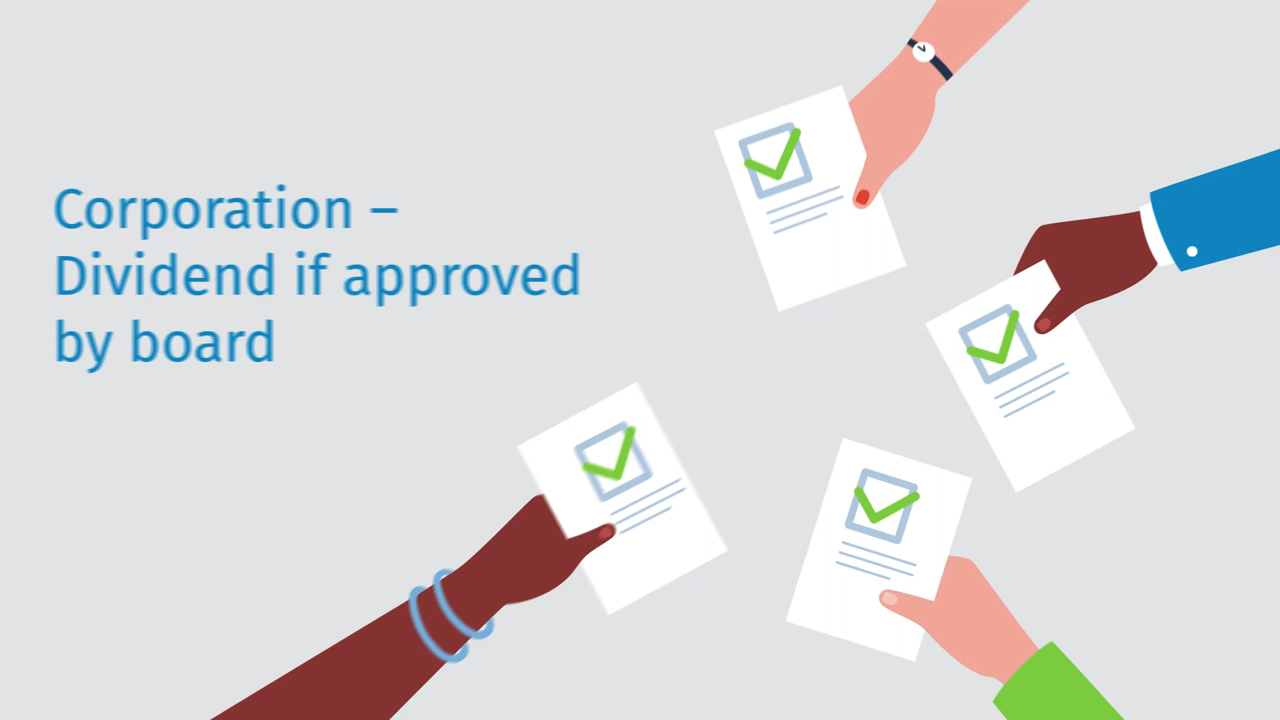 Corporation –
Dividend if approved
by board